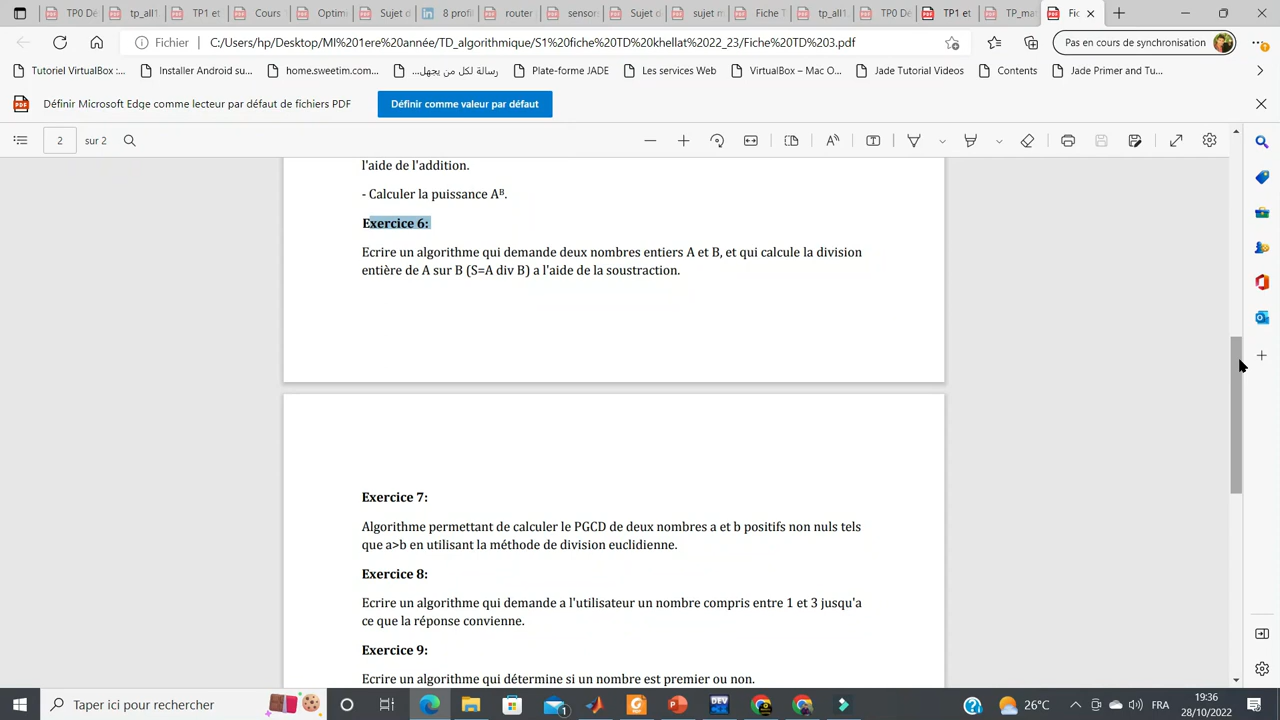 TP0 Dé
tp_all1
TP1 et
Cours
Optim
Sujet d
8 profil
router
sensor
Sujet d
sujet m
Fiche T
tp_all1
TP0 Dé
TP1 et
TP_ma
Fic
Fichier
C:/Users/hp/Desktop/MI%201ere%20année/TD_algorithmique/S1%20fiche%20TD%20khellat%2022_23/Fiche%20TD%203.pdf
Pas en cours de synchronisation
Tutoriel VirtualBox :...
Installer Android su...
home.sweetim.com...
رسالة لكل من يجهل...
Plate-forme JADE
Les services Web
VirtualBox – Mac O...
Jade Tutorial Videos
Contents
Jade Primer and Tu...
Définir Microsoft Edge comme lecteur par défaut de fichiers PDF
Définir comme valeur par défaut
2 sur 2
l'aide de l'addition.
- Calculer la puissance Aᴮ.
Exercice 6:
Ecrire un algorithme qui demande deux nombres entiers A et B, et qui calcule la division
entière de A sur B (S=A div B) a l'aide de la soustraction.
Exercice 7:
Algorithme permettant de calculer le PGCD de deux nombres a et b positifs non nuls tels
que a>b en utilisant la méthode de division euclidienne.
Exercice 8:
Ecrire un algorithme qui demande a l'utilisateur un nombre compris entre 1 et 3 jusqu'a
ce que la réponse convienne.
Exercice 9:
Ecrire un algorithme qui détermine si un nombre est premier ou non.
Taper ici pour rechercher
26°C
FRA
19:36
28/10/2022